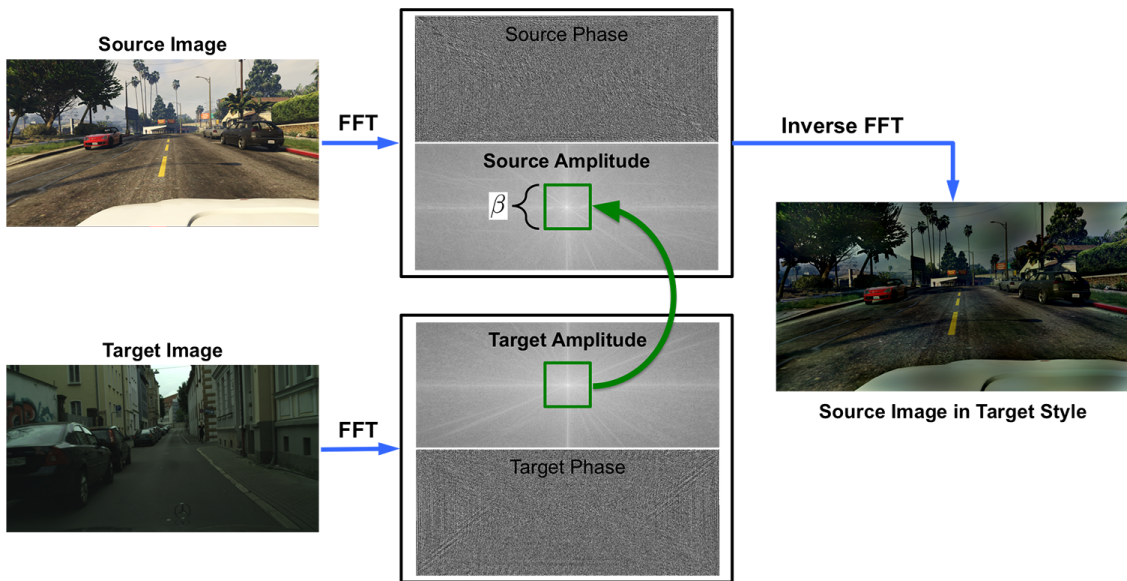 Source Image
FFT
Source Phase
Source Amplitude
β
Inverse FFT
Source Image in Target Style
Target Image
FFT
Target Amplitude
Target Phase